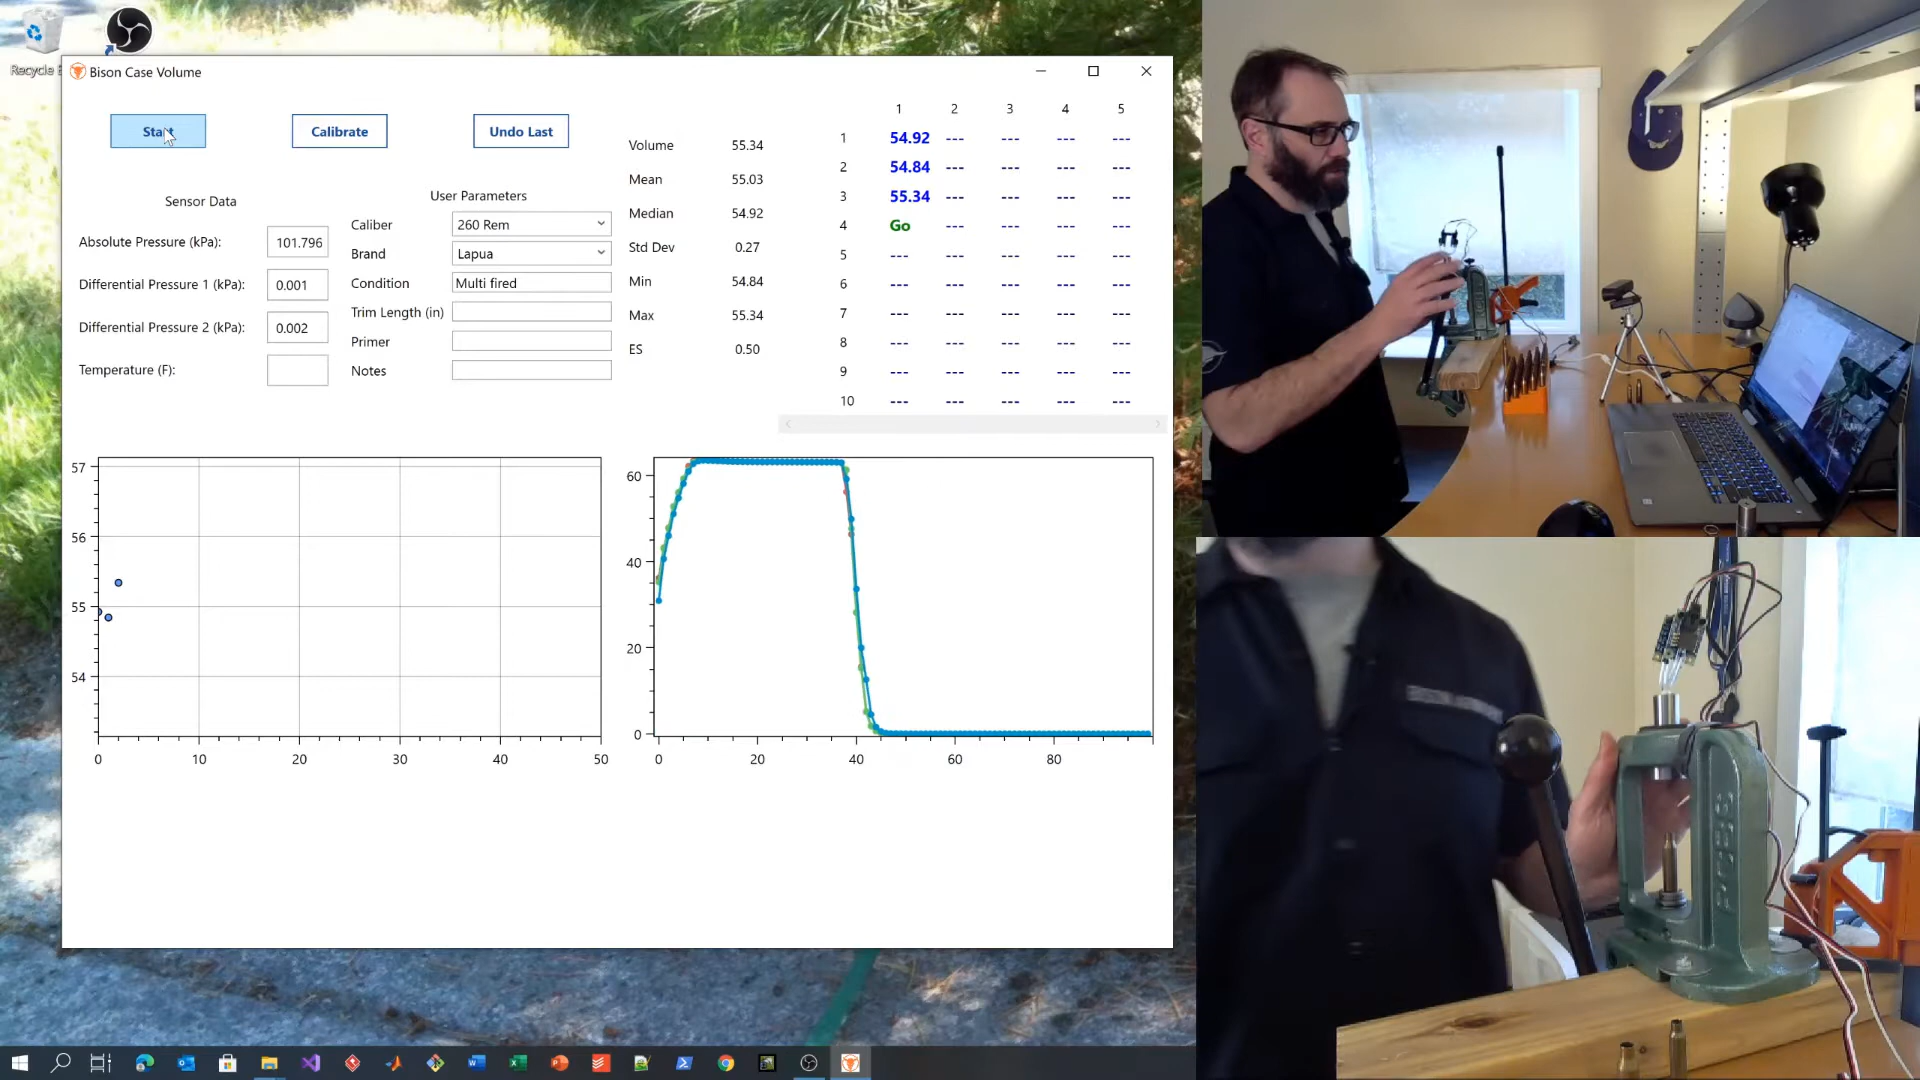 Recycle
Bison Case Volume
Start
Calibrate
Undo Last
Sensor Data
Absolute Pressure (kPa):
101.796
Differential Pressure 1 (kPa):
0.001
Differential Pressure 2 (kPa):
0.002
Temperature (F):
User Parameters
Caliber
260 Rem
Brand
Lapua
Condition
Multi fired
Trim Length (in)
Primer
Notes
Volume 55.34
Mean 55.03
Median 54.92
Std Dev 0.27
Min 54.84
Max 55.34
ES 0.50
1 2 3 4 5
1 54.92 --- --- --- ---
2 54.84 --- --- --- ---
3 55.34 --- --- --- ---
4 Go --- --- --- ---
5 --- --- --- --- ---
6 --- --- --- --- ---
7 --- --- --- --- ---
8 --- --- --- --- ---
9 --- --- --- --- ---
10 --- --- --- --- ---
57
56
55
54
0 10 20 30 40 50
60
40
20
0
0 20 40 60 80
RCBS